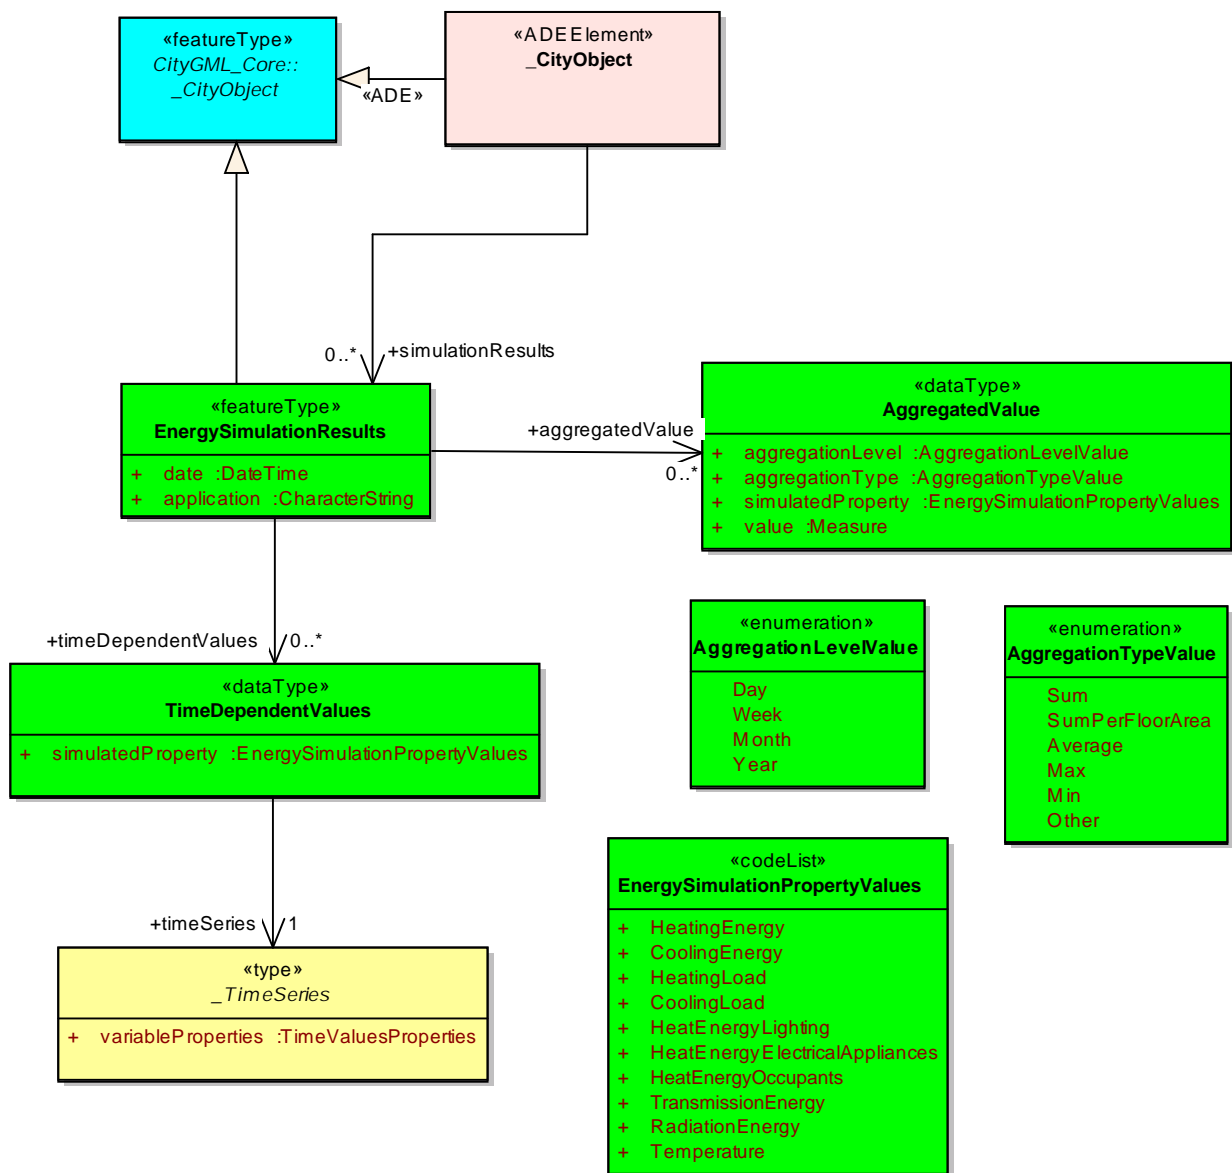 «featureType»
CityGML_Core::
_CityObject
«ADEElement»
_CityObject
«ADE»
0..*
+simulationResults
«featureType»
EnergySimulationResults
+ date :DateTime
+ application :CharacterString
+aggregatedValue
0..*
«dataType»
AggregatedValue
+ aggregationLevel :AggregationLevelValue
+ aggregationType :AggregationTypeValue
+ simulatedProperty :EnergySimulationPropertyValues
+ value :Measure
+timeDependentValues
0..*
«dataType»
TimeDependentValues
+ simulatedProperty :EnergySimulationPropertyValues
«enumeration»
AggregationLevelValue
Day
Week
Month
Year
«enumeration»
AggregationTypeValue
Sum
SumPerFloorArea
Average
Max
Min
Other
+timeSeries
1
«type»
_TimeSeries
+ variableProperties :TimeValuesProperties
«codeList»
EnergySimulationPropertyValues
+ HeatingEnergy
+ CoolingEnergy
+ HeatingLoad
+ CoolingLoad
+ HeatEnergyLighting
+ HeatEnergyElectricalAppliances
+ HeatEnergyOccupants
+ TransmissionEnergy
+ RadiationEnergy
+ Temperature